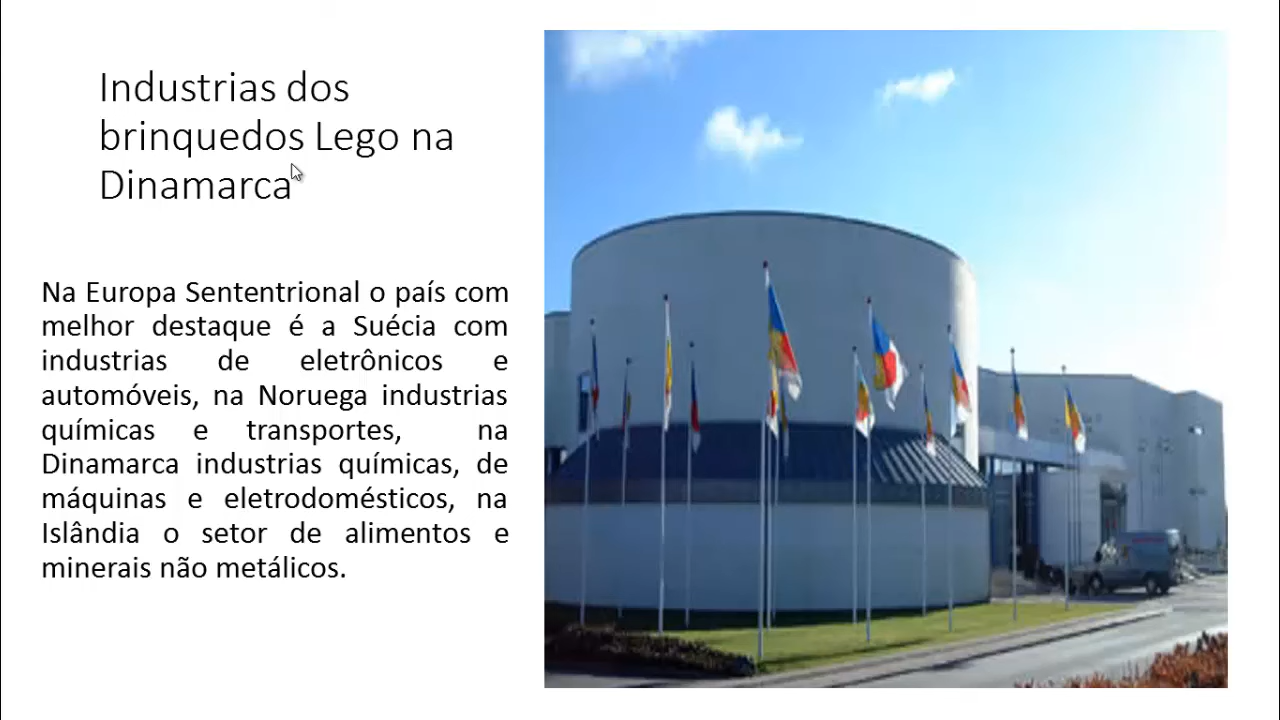 Industrias dos
brinquedos Lego na
Dinamarca
Na Europa Sententrional o país com
melhor destaque é a Suécia com
industrias de eletrônicos e
automóveis, na Noruega industrias
químicas e transportes, na
Dinamarca industrias químicas, de
máquinas e eletrodomésticos, na
Islândia o setor de alimentos e
minerais não metálicos.